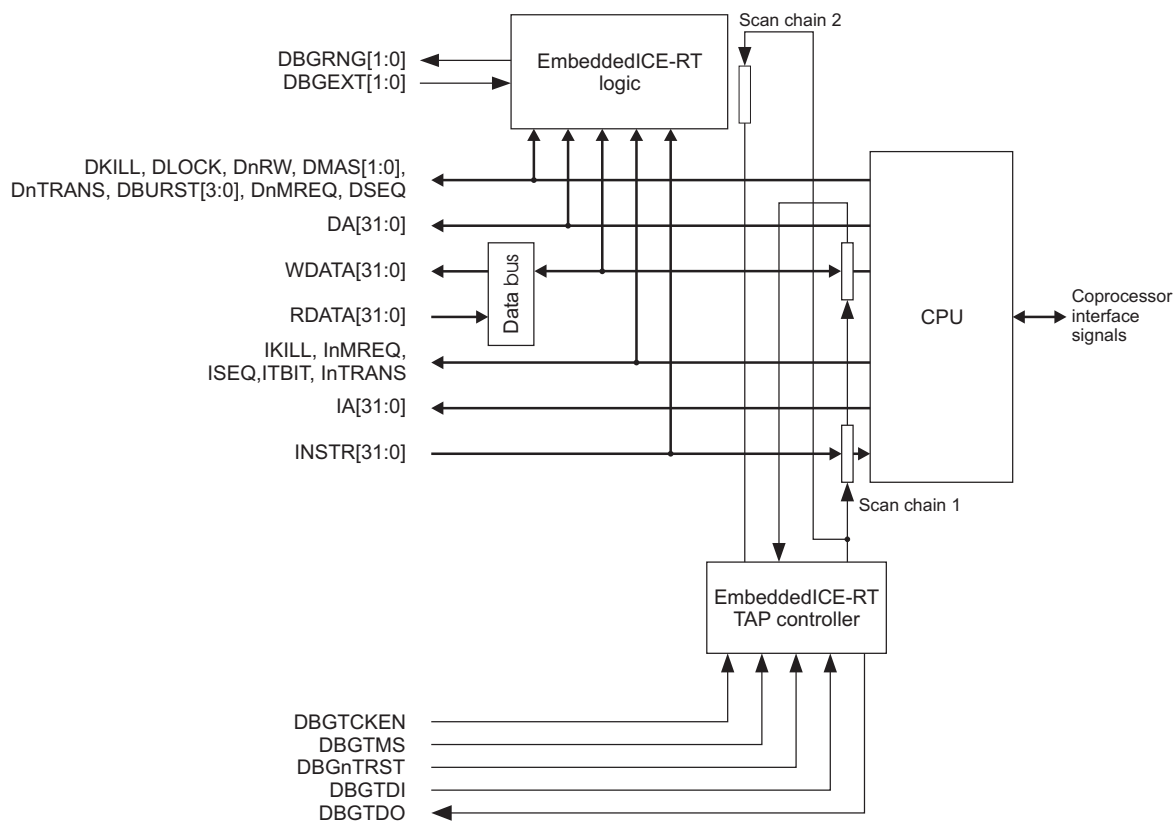 Scan chain 2
EmbeddedICE-RT
logic
DBGRNG[1:0]
DBGEXT[1:0]
DKILL, DLOCK, DnRW, DMAS[1:0],
DnTRANS, DBURST[3:0], DnMREQ, DSEQ
DA[31:0]
WDATA[31:0]
Data bus
RDATA[31:0]
CPU
Coprocessor
interface
signals
IKILL, InMREQ,
ISEQ,ITBIT, InTRANS
IA[31:0]
INSTR[31:0]
Scan chain 1
EmbeddedICE-RT
TAP controller
DBGTCKEN
DBGTMS
DBGnTRST
DBGTDI
DBGTDO